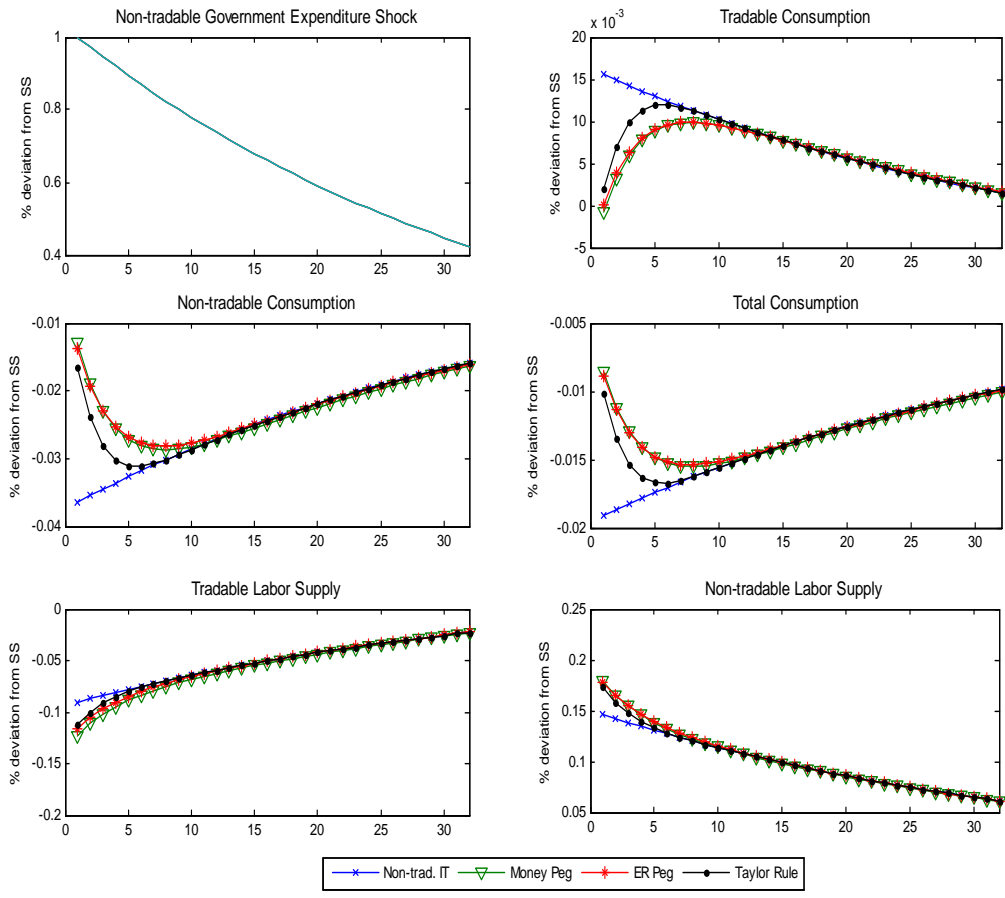 Non-tradable Government Expenditure Shock
% deviation from SS
1
0.8
0.6
0.4
0 5 10 15 20 25 30
Tradable Consumption
x 10-3
% deviation from SS
20
15
10
5
0
-5
0 5 10 15 20 25 30
Non-tradable Consumption
% deviation from SS
-0.01
-0.02
-0.03
-0.04
0 5 10 15 20 25 30
Total Consumption
% deviation from SS
-0.005
-0.01
-0.015
-0.02
0 5 10 15 20 25 30
Tradable Labor Supply
% deviation from SS
0
-0.05
-0.1
-0.15
-0.2
0 5 10 15 20 25 30
Non-tradable Labor Supply
% deviation from SS
0.25
0.2
0.15
0.1
0.05
0 5 10 15 20 25 30
Non-trad. IT Money Peg ER Peg Taylor Rule